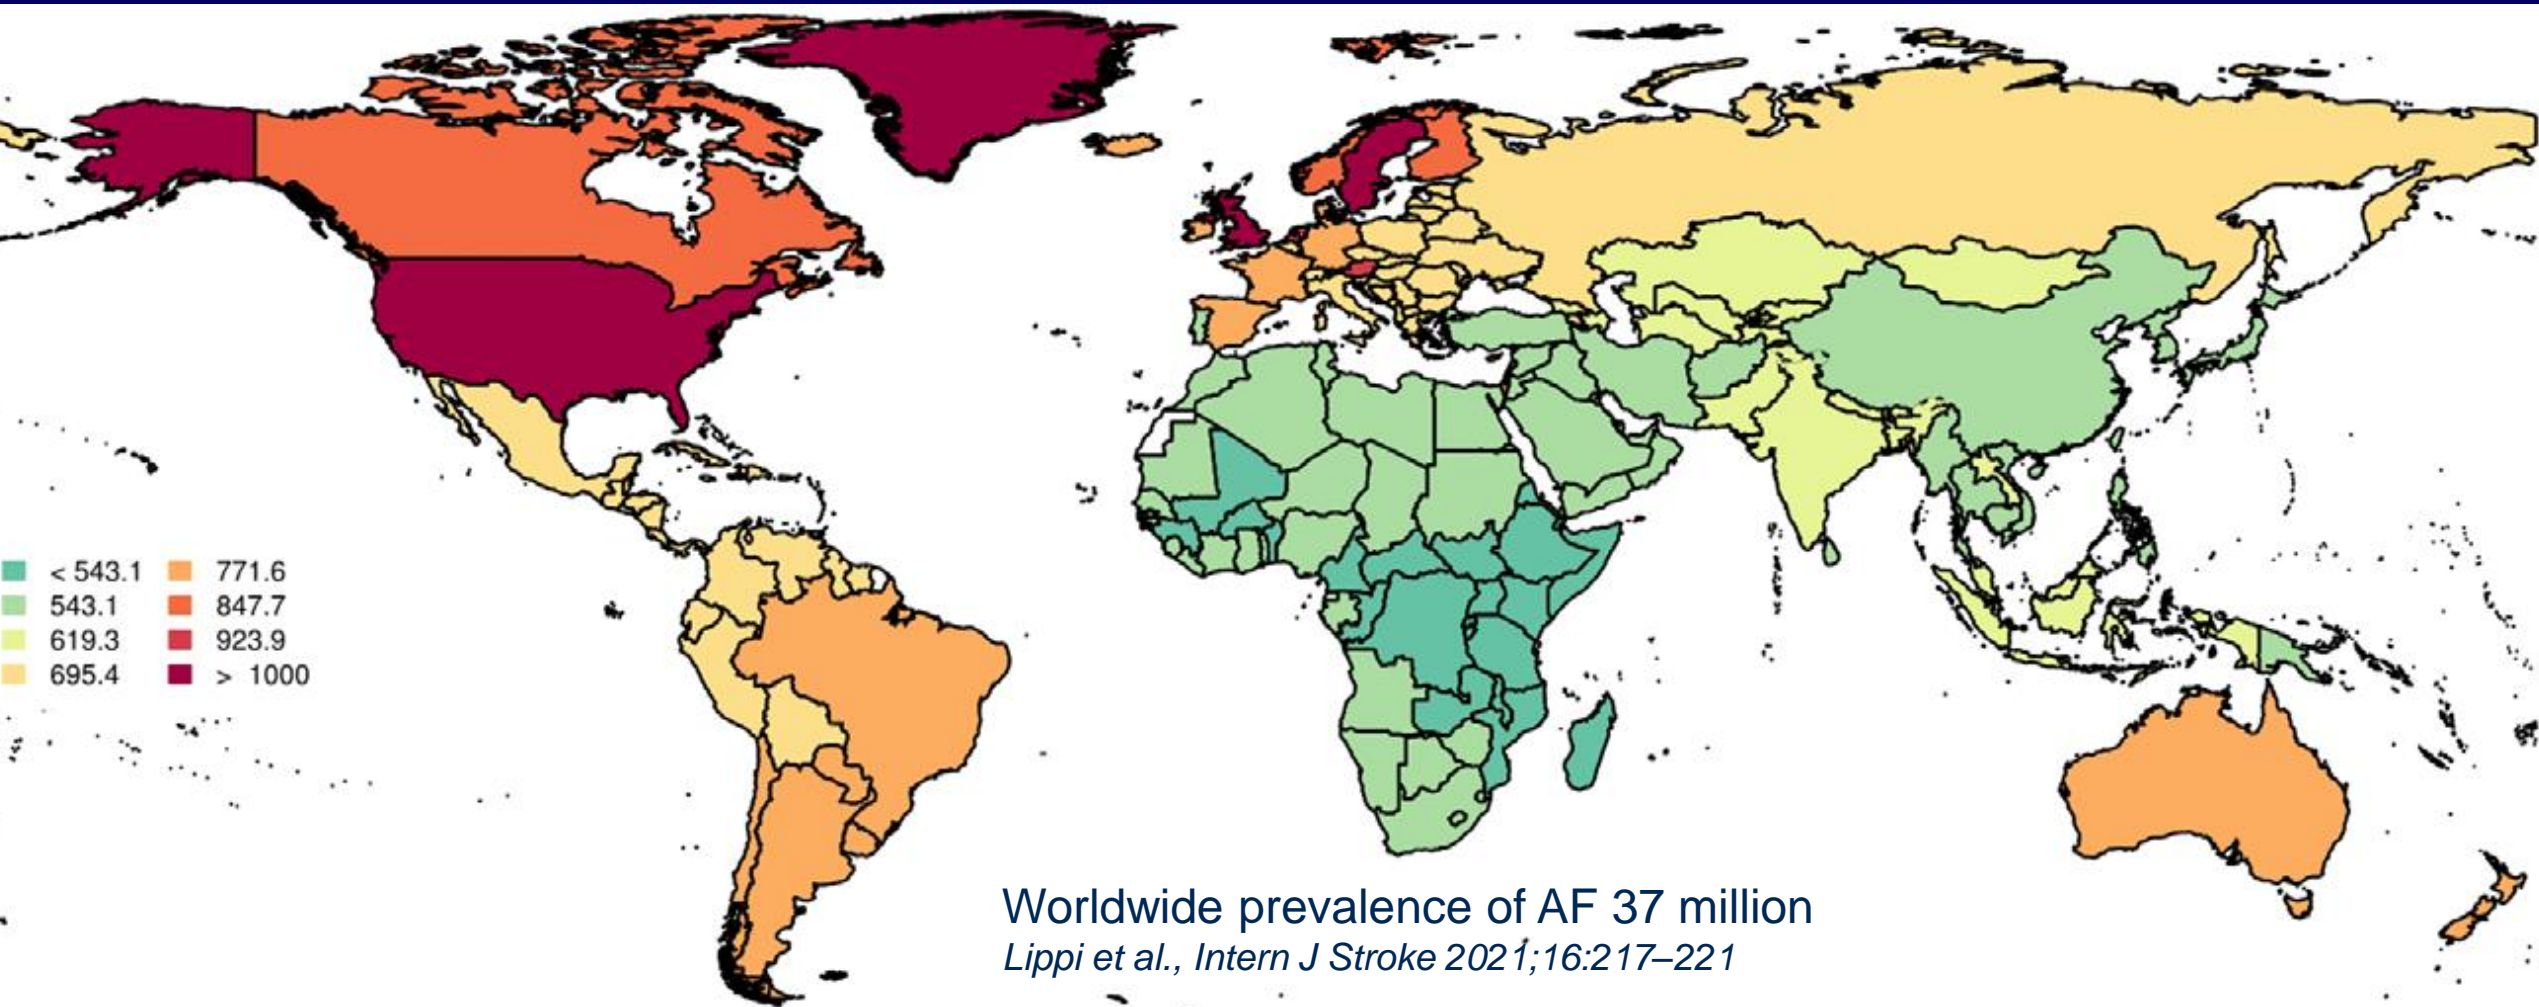 < 543.1 771.6
543.1 847.7
619.3 923.9
695.4 > 1000
Worldwide prevalence of AF 37 million
Lippi et al., Intern J Stroke 2021;16:217–221